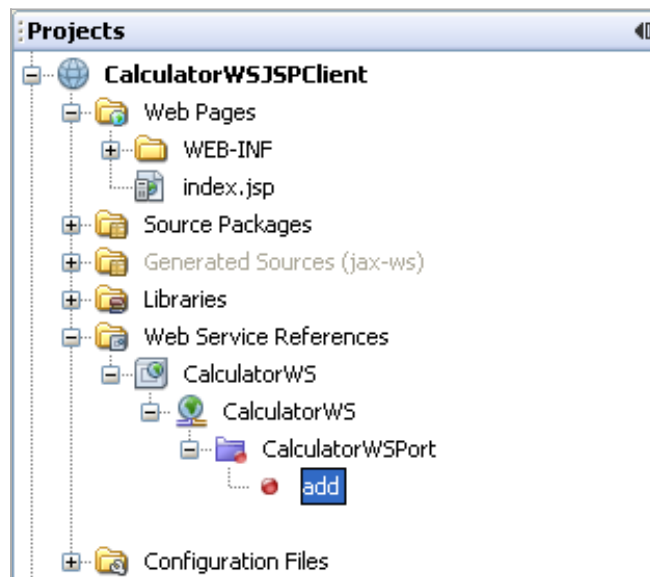 Projects
CalculatorWSJSPClient
Web Pages
WEB-INF
index.jsp
Source Packages
Generated Sources (jax-ws)
Libraries
Web Service References
CalculatorWS
CalculatorWS
CalculatorWSPort
add
Configuration Files